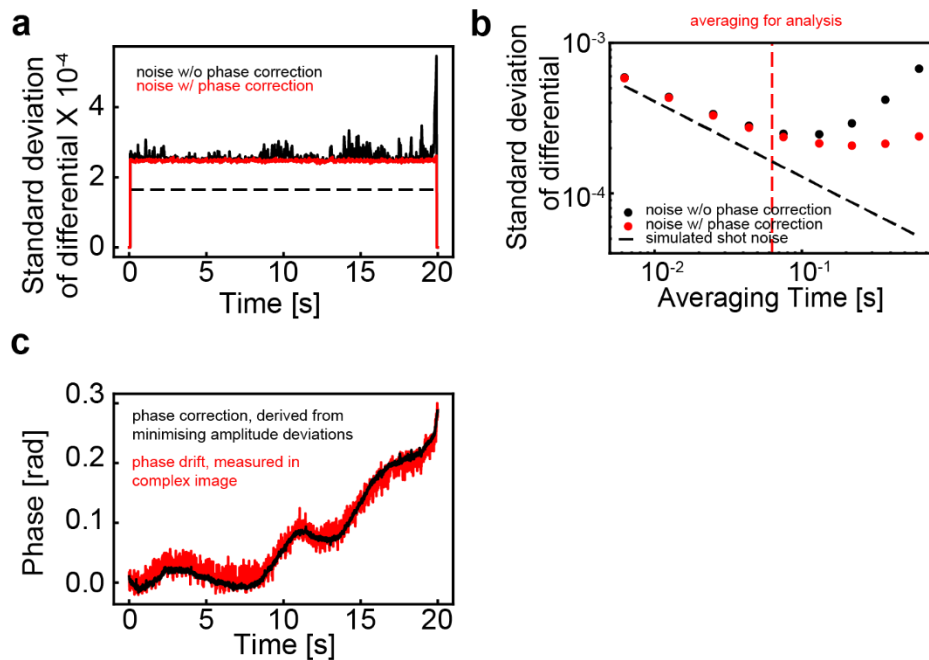 a
Standard deviation
of differential X 10⁻⁴
4
2
0
noise w/o phase correction
noise w/ phase correction
0
5
10
15
20
Time [s]
b
averaging for analysis
Standard deviation
of differential
10⁻³
10⁻⁴
noise w/o phase correction
noise w/ phase correction
simulated shot noise
10⁻²
10⁻¹
Averaging Time [s]
c
Phase [rad]
0.3
0.2
0.1
0.0
phase correction, derived from
minimising amplitude deviations
phase drift, measured in
complex image
0
5
10
15
20
Time [s]